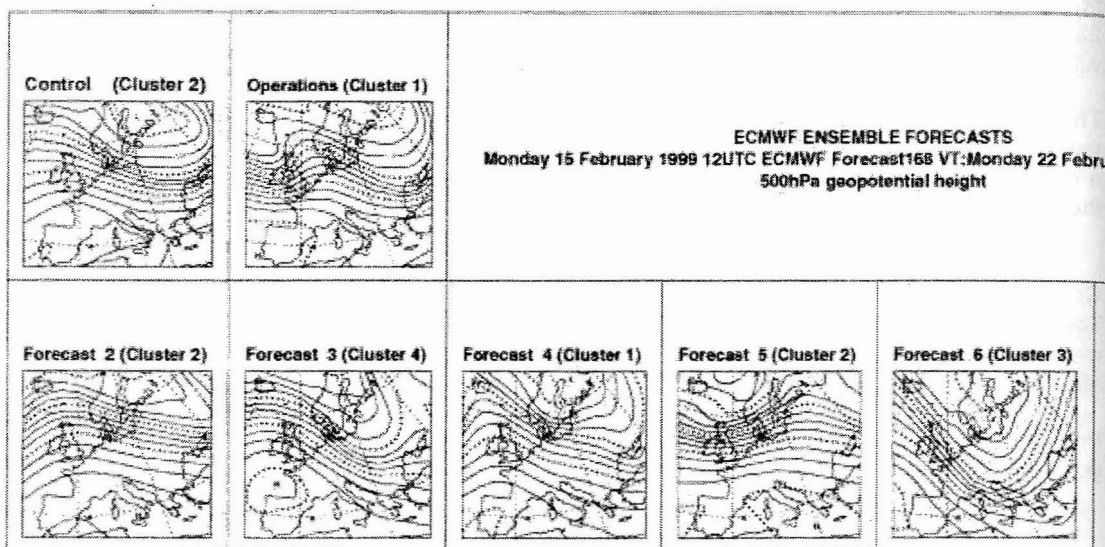 Control (Cluster 2)
Operations (Cluster 1)
ECMWF ENSEMBLE FORECASTS
Monday 15 February 1999 12UTC ECMWF Forecast168 VT:Monday 22 Febru
500hPa geopotential height
Forecast 2 (Cluster 2)
Forecast 3 (Cluster 4)
Forecast 4 (Cluster 1)
Forecast 5 (Cluster 2)
Forecast 6 (Cluster 3)